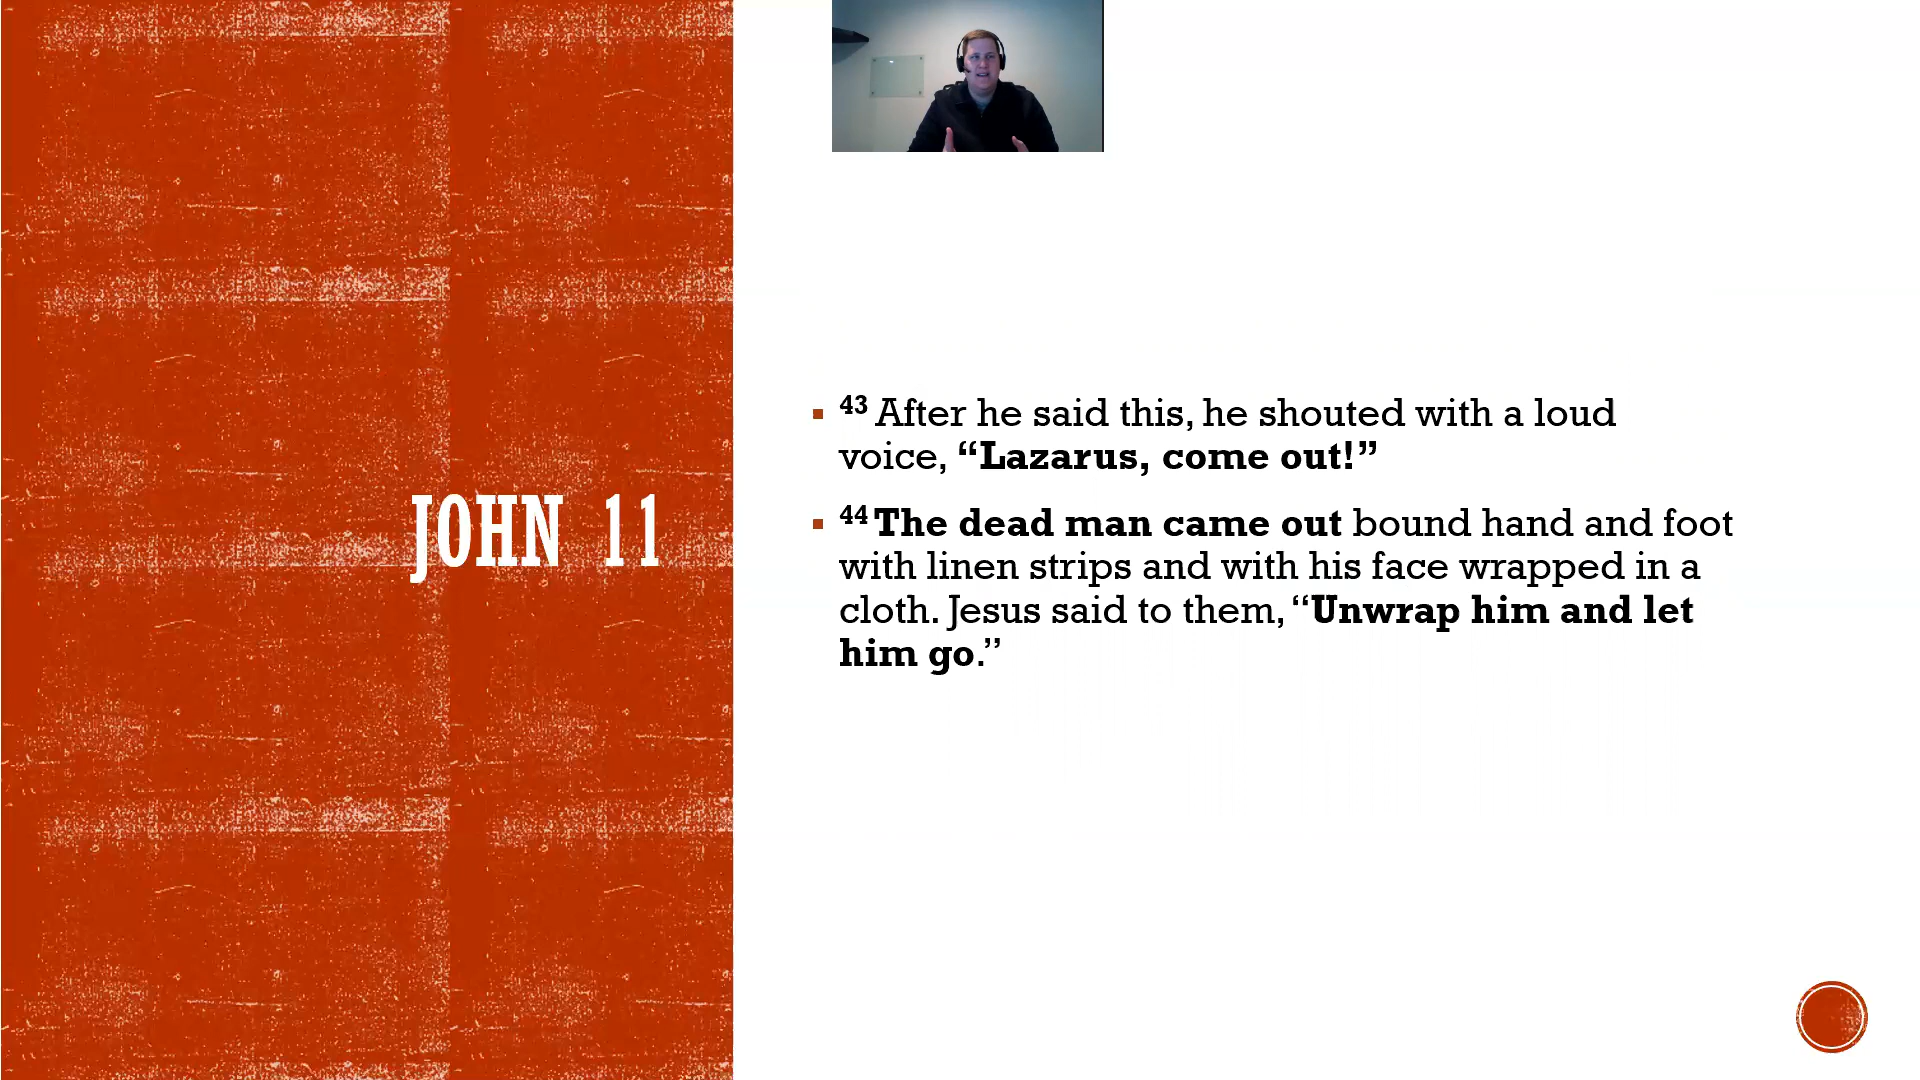 JOHN 11
▪ ⁴³ After he said this, he shouted with a loud
voice, “Lazarus, come out!”
▪ ⁴⁴ The dead man came out bound hand and foot
with linen strips and with his face wrapped in a
cloth. Jesus said to them, “Unwrap him and let
him go.”